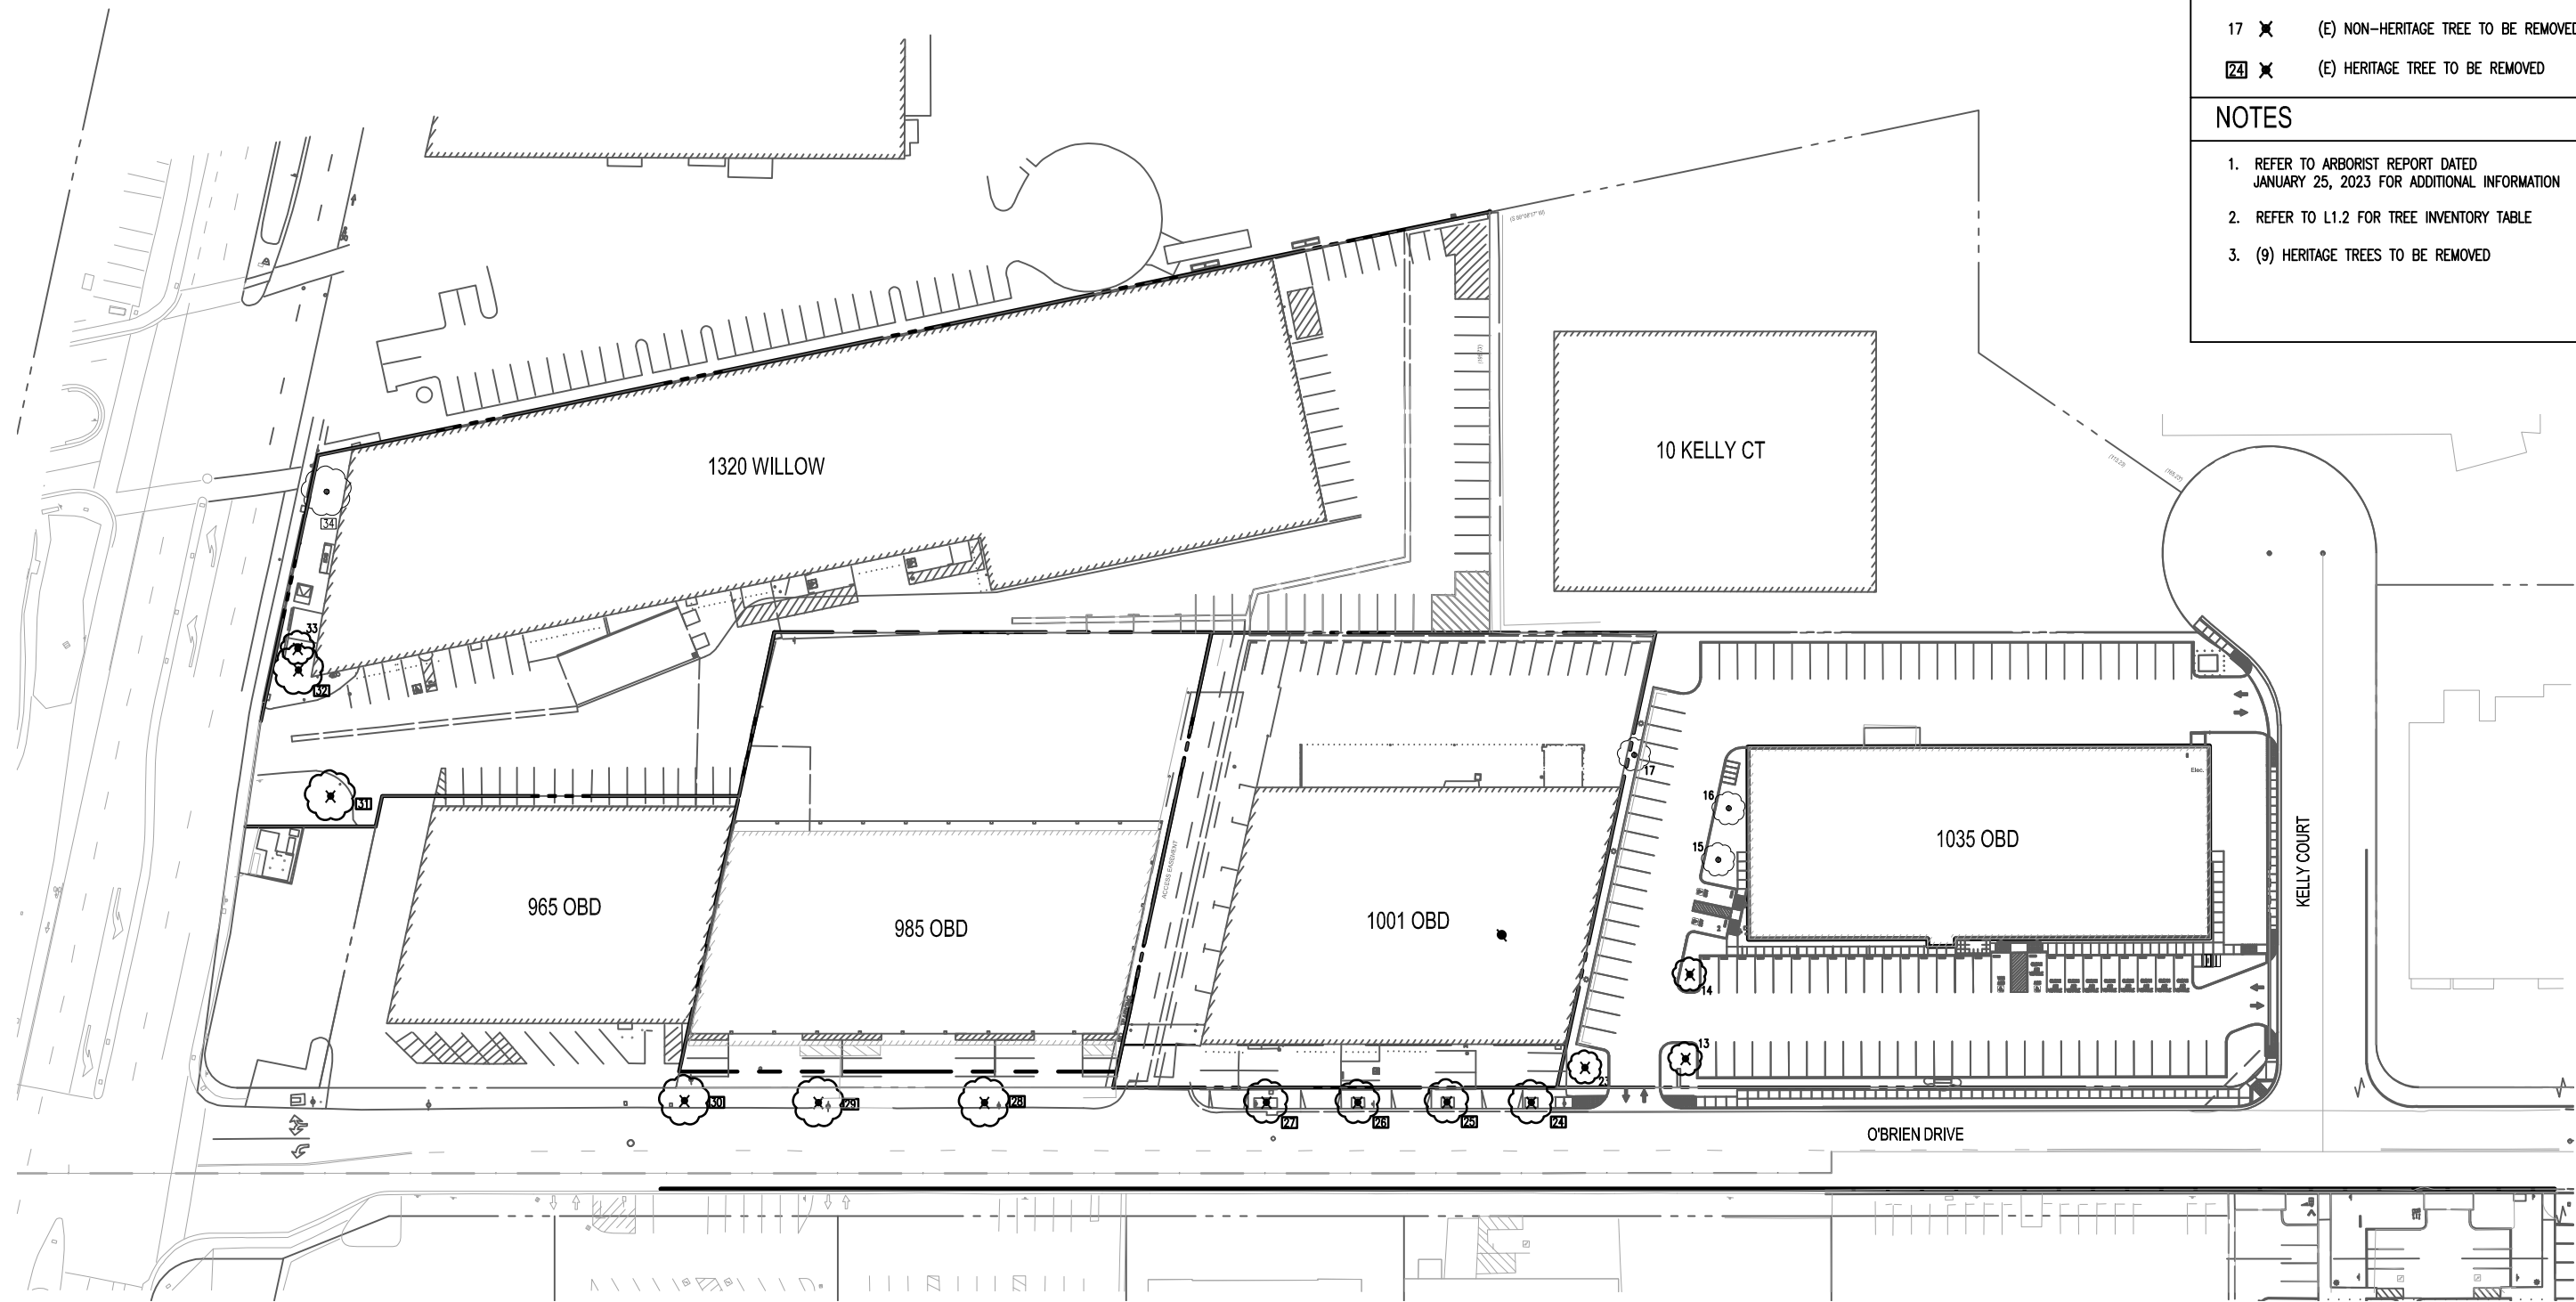 17 (E) NON-HERITAGE TREE TO BE REMOVED
24 (E) HERITAGE TREE TO BE REMOVED
NOTES
1. REFER TO ARBORIST REPORT DATED
JANUARY 25, 2023 FOR ADDITIONAL INFORMATION
2. REFER TO L1.2 FOR TREE INVENTORY TABLE
3. (9) HERITAGE TREES TO BE REMOVED
10 KELLY CT
1320 WILLOW
34
33
32
31
17
16
15
Elec.
1035 OBD
KELLY COURT
ACCESS EASEMENT
965 OBD
985 OBD
1001 OBD
14
13
23
30
29
28
27
26
25
24
O'BRIEN DRIVE